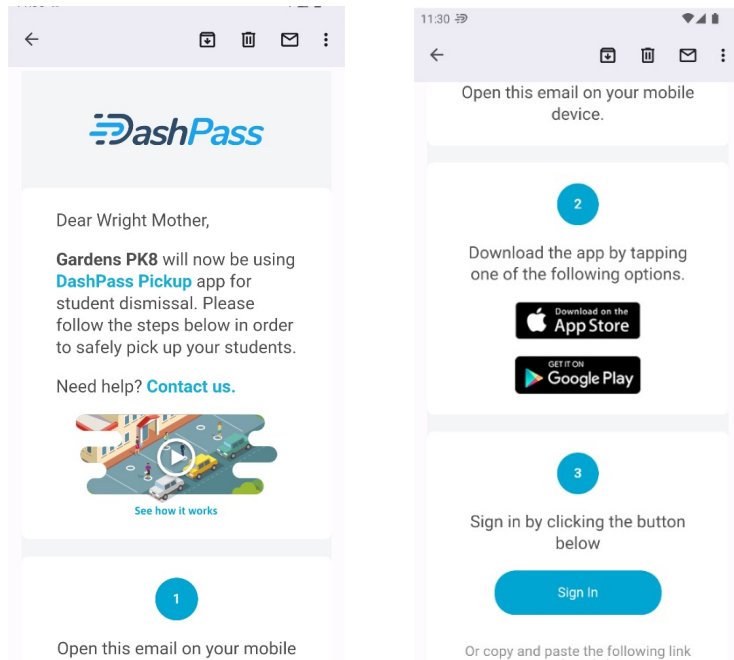 DashPass
Dear Wright Mother,
Gardens PK8 will now be using
DashPass Pickup app for
student dismissal. Please
follow the steps below in order
to safely pick up your students.
Need help? Contact us.
See how it works
1
Open this email on your mobile
11:30
Open this email on your mobile
device.
2
Download the app by tapping
one of the following options.
Download on the
App Store
GET IT ON
Google Play
3
Sign in by clicking the button
below
Sign In
Or copy and paste the following link